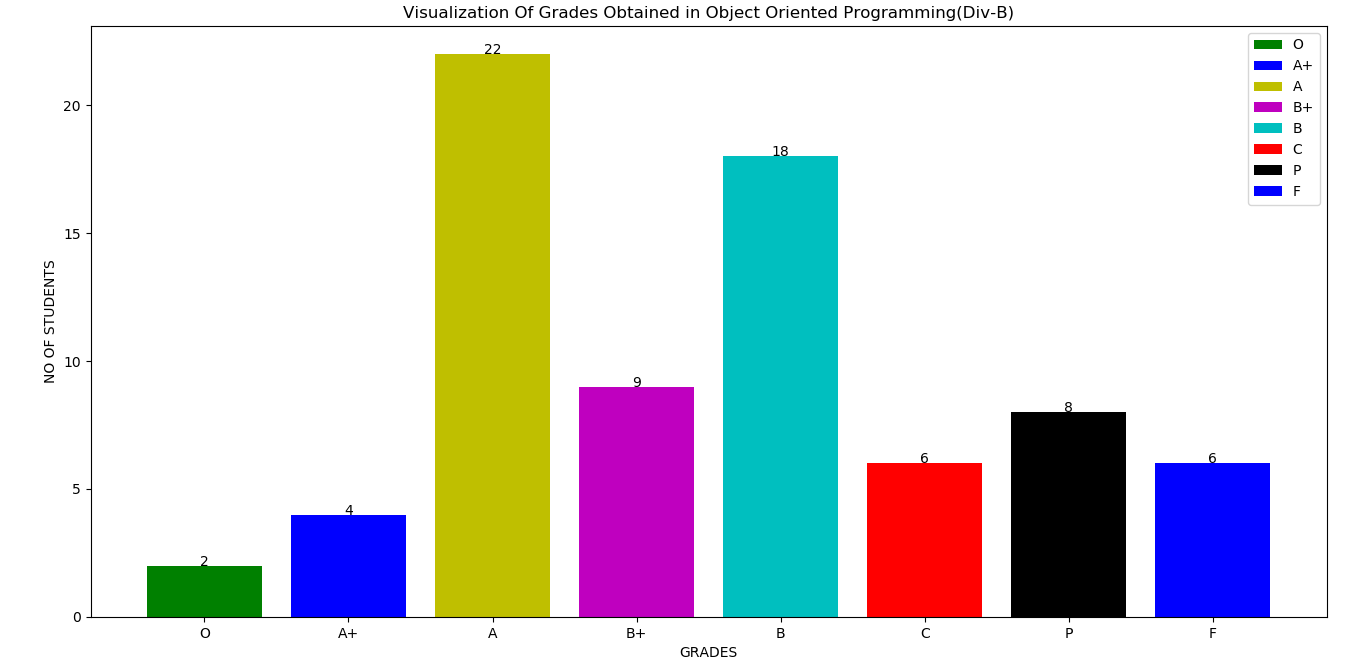 Visualization Of Grades Obtained in Object Oriented Programming(Div-B)
O
A+
A
B+
B
C
P
F
NO OF STUDENTS
20
15
10
5
0
2
4
22
9
18
6
8
6
O A+ A B+ B C P F
GRADES